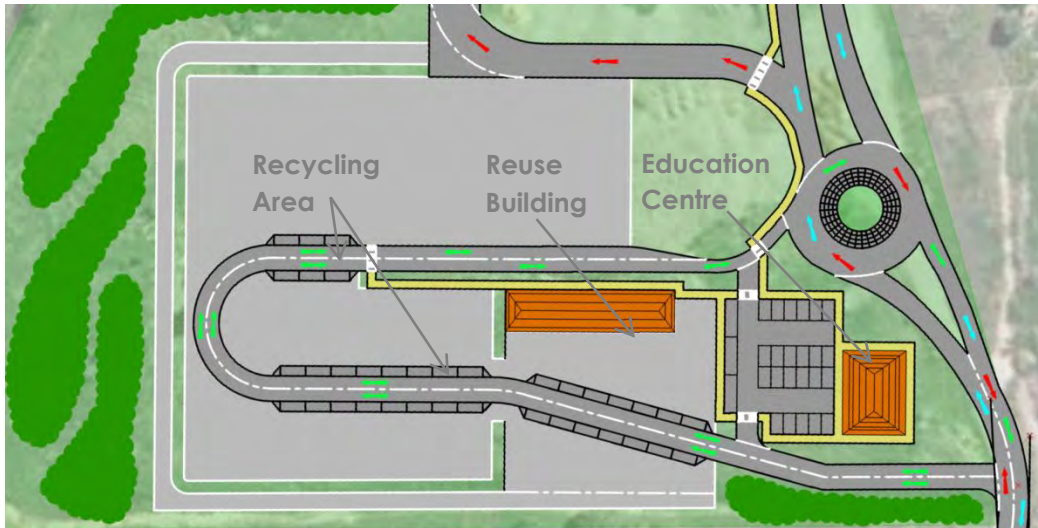 Recycling
Area
Reuse
Building
Education
Centre